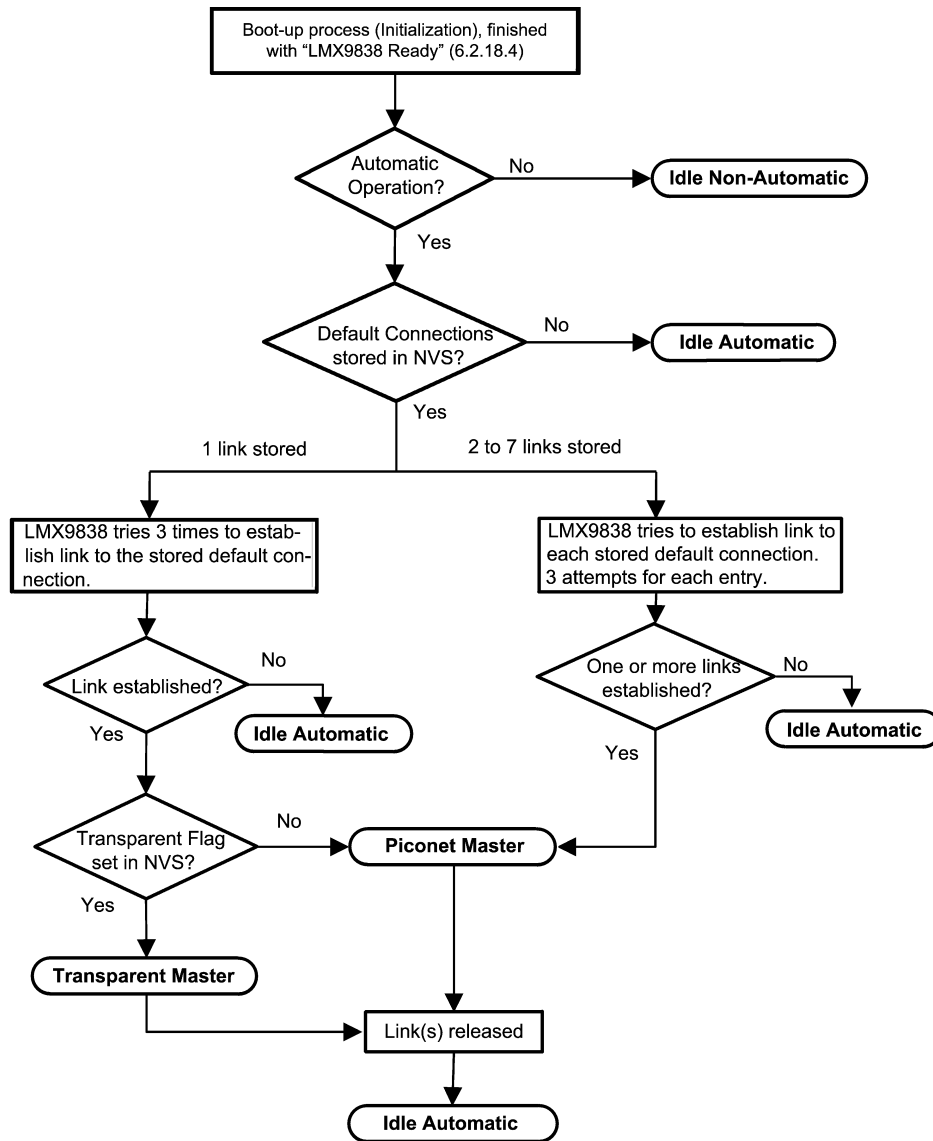 Boot-up process (Initialization), finished
with “LMX9838 Ready” (6.2.18.4)
Automatic
Operation?
No
Idle Non-Automatic
Yes
Default Connections
stored in NVS?
No
Idle Automatic
Yes
1 link stored
2 to 7 links stored
LMX9838 tries 3 times to estab-
lish link to the stored default con-
nection.
LMX9838 tries to establish link to
each stored default connection.
3 attempts for each entry.
Link established?
No
Idle Automatic
Yes
One or more links
established?
No
Idle Automatic
Yes
Transparent Flag
set in NVS?
No
Piconet Master
Yes
Transparent Master
Link(s) released
Idle Automatic